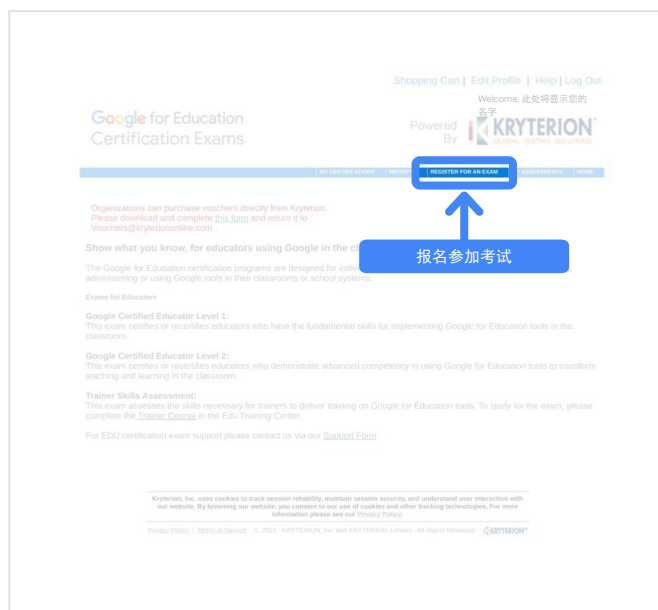 Shopping Cart | Edit Profile | Help | Log Out
Welcome, 此处将显示您的
名字
Google for Education
Certification Exams
Powered
By
KRYTERION™
GLOBAL TESTING SOLUTIONS
MY CERTIFICATIONS | RECEIPTS | REGISTER FOR AN EXAM | MY ASSESSMENTS | HOME
Organizations can purchase vouchers directly from Kryterion.
Please download and complete this form and return it to
Vouchers@kryteriononline.com .
Show what you know, for educators using Google in the cl
报名参加考试
The Google for Education certification programs are designed for indivi
administering or using Google tools in their classrooms or school systems.
Exams for Educators
Google Certified Educator Level 1:
This exam certifies or recertifies educators who have the fundamental skills for implementing Google for Education tools in the
classroom.
Google Certified Educator Level 2:
This exam certifies or recertifies educators who demonstrate advanced competency in using Google for Education tools to transform
teaching and learning in the classroom.
Trainer Skills Assessment:
This exam assesses the skills necessary for trainers to deliver training on Google for Education tools. To study for the exam, please
complete the Trainer Course in the Edu Training Center.
For EDU certification exam support please contact us via our Support Form.
Kryterion, Inc. uses cookies to track session reliability, maintain session security, and understand user interaction with
our website. By browsing our website, you consent to our use of cookies and other tracking technologies. For more
information please see our Privacy Policy.
Privacy Policy | Terms of Service © 2011 KRYTERION, Inc. and KRYTERION, Limited -All Rights Reserved. KRYTERION™